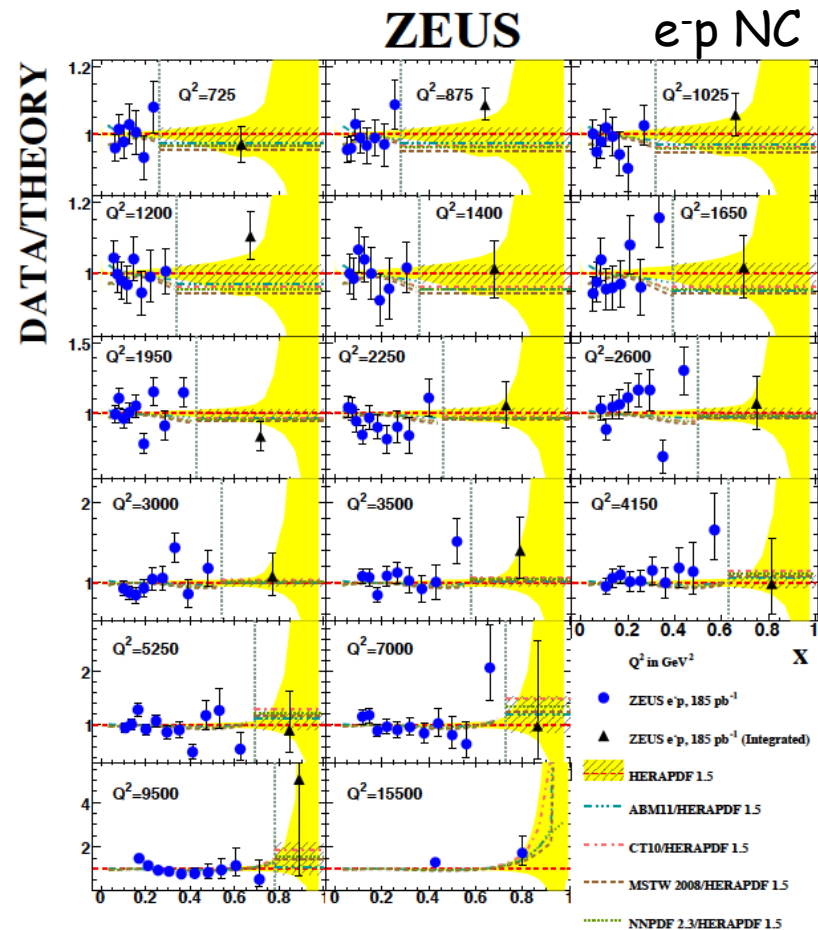 ZEUS e⁻p NC
DATA/THEORY
1.2
1
Q²=725
Q²=875
Q²=1025
1.2
1
Q²=1200
Q²=1400
Q²=1650
1.5
1
Q²=1950
Q²=2250
Q²=2600
2
1
Q²=3000
Q²=3500
Q²=4150
2
1
Q²=5250
Q²=7000
0 0.2 0.4 0.6 0.8 1
x
4
2
Q²=9500
Q²=15500
0 0.2 0.4 0.6 0.8
0 0.2 0.4 0.6 0.8 1
Q² in GeV²
ZEUS e⁻p, 185 pb⁻¹
ZEUS e⁻p, 185 pb⁻¹ (Integrated)
HERAPDF 1.5
ABM11/HERAPDF 1.5
CT10/HERAPDF 1.5
MSTW 2008/HERAPDF 1.5
NNPDF 2.3/HERAPDF 1.5